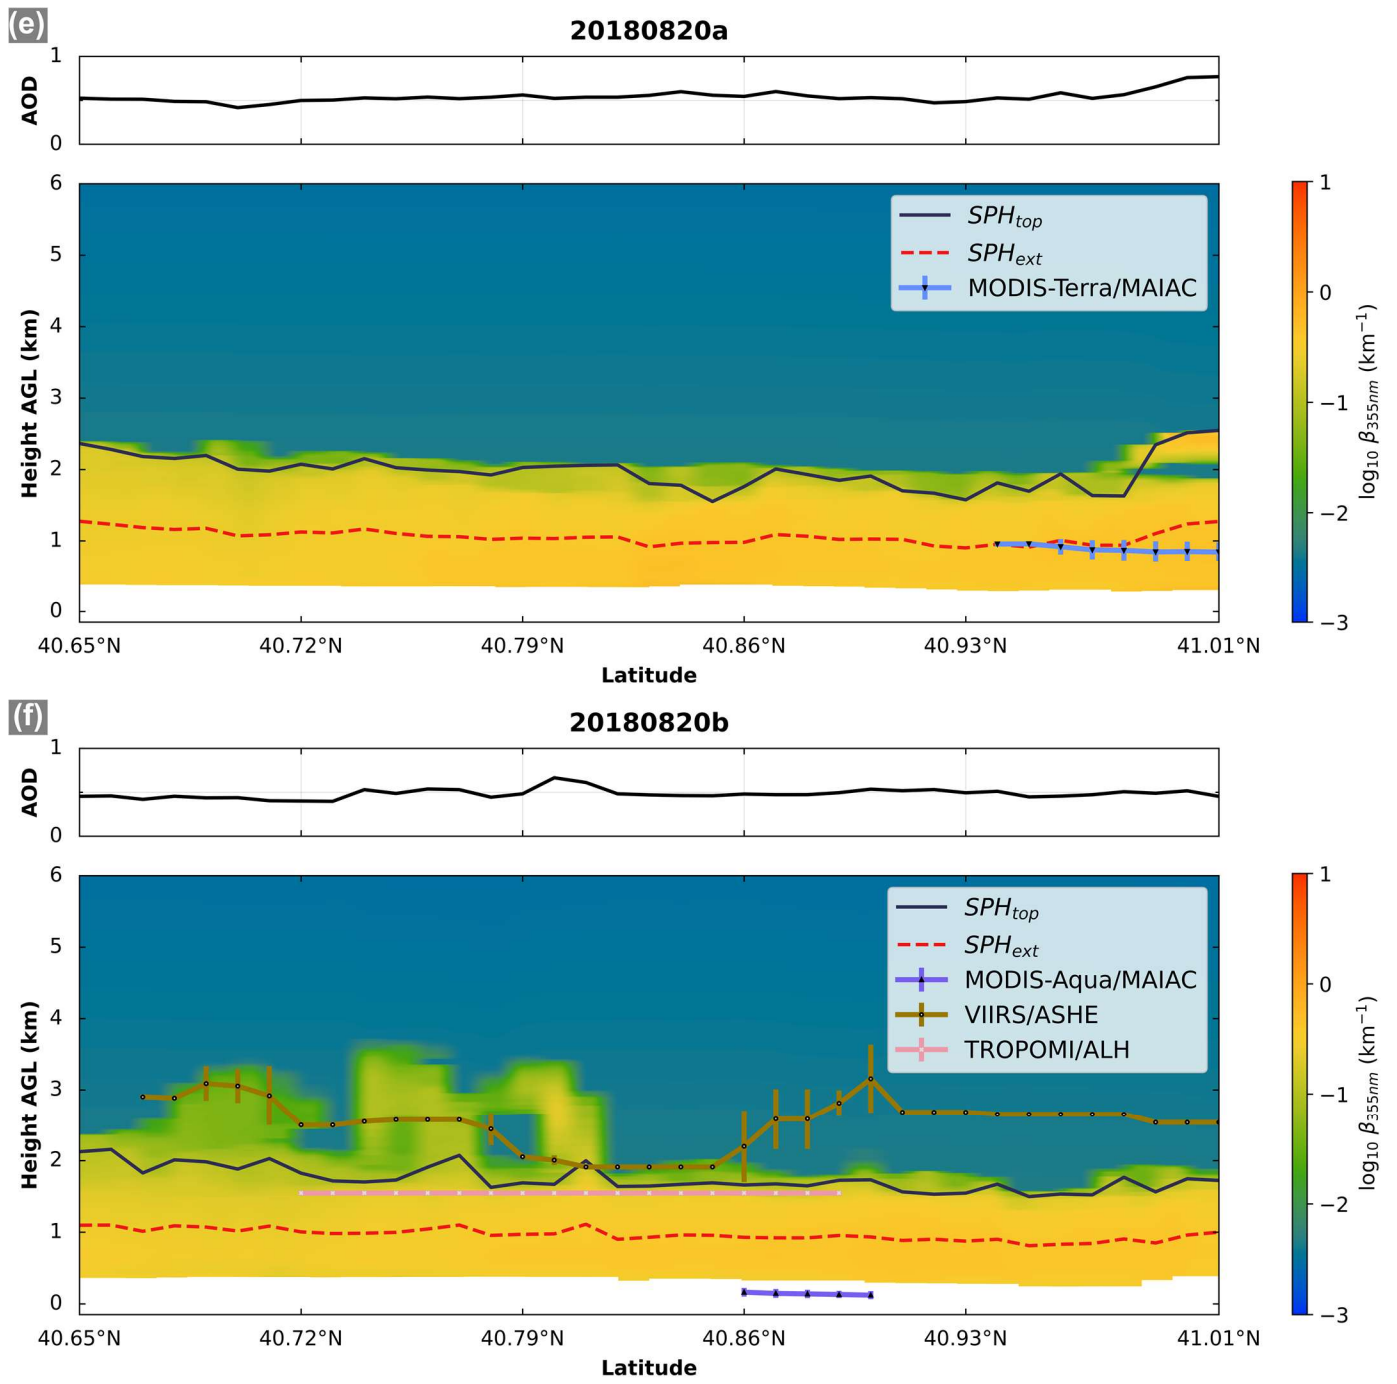 (e)
20180820a
AOD
1
0
Height AGL (km)
6
5
4
3
2
1
0
SPH_top
SPH_ext
MODIS-Terra/MAIAC
40.65°N 40.72°N 40.79°N 40.86°N 40.93°N 41.01°N
Latitude
1
0
−1
−2
−3
log₁₀ β₃₅₅nm (km⁻¹)
(f)
20180820b
AOD
1
0
Height AGL (km)
6
5
4
3
2
1
0
SPH_top
SPH_ext
MODIS-Aqua/MAIAC
VIIRS/ASHE
TROPOMI/ALH
40.65°N 40.72°N 40.79°N 40.86°N 40.93°N 41.01°N
Latitude
1
0
−1
−2
−3
log₁₀ β₃₅₅nm (km⁻¹)